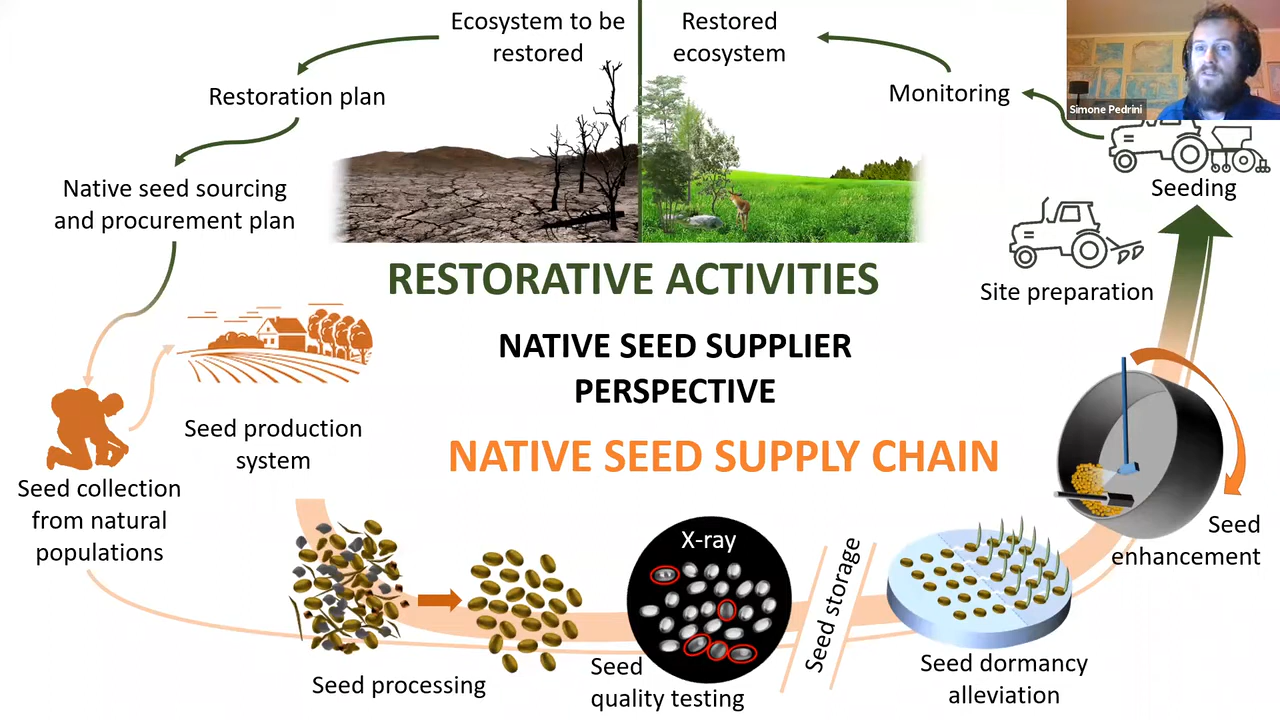 Ecosystem to be
restored
Restored
ecosystem
Restoration plan
Monitoring
Simone Pedrini
Native seed sourcing
and procurement plan
Seeding
Site preparation
RESTORATIVE ACTIVITIES
NATIVE SEED SUPPLIER
PERSPECTIVE
NATIVE SEED SUPPLY CHAIN
Seed production
system
Seed collection
from natural
populations
Seed processing
X-ray
Seed
quality testing
Seed storage
Seed dormancy
alleviation
Seed
enhancement